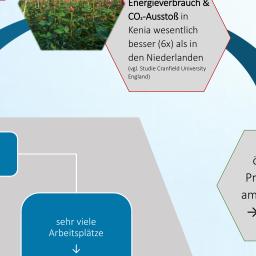 Energieverbrauch &
CO₂-Ausstoß in
Kenia wesentlich
besser (6x) als in
den Niederlanden
(vgl. Studie Cranfield University
England)
Pr
am
→
sehr viele
Arbeitsplätze
↓